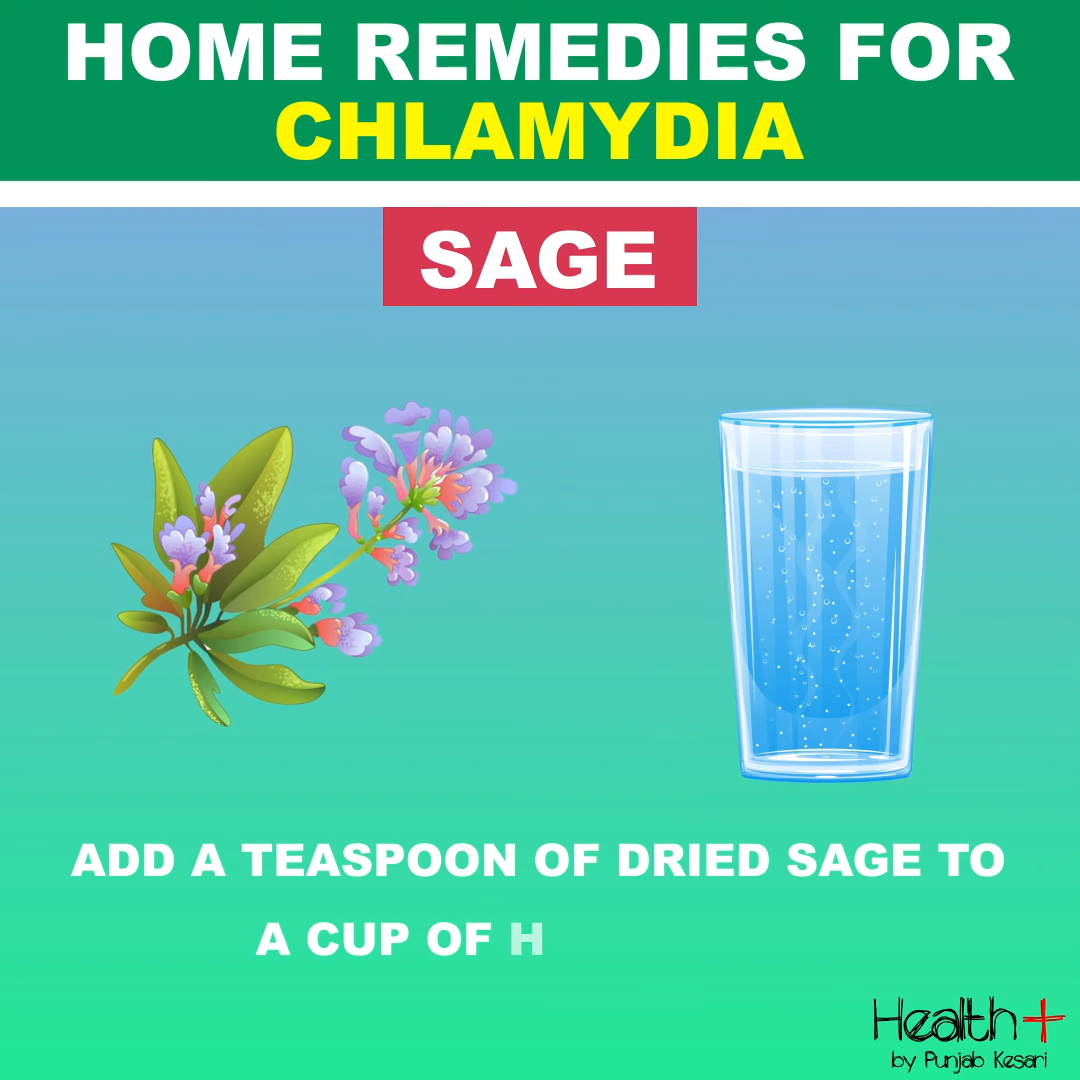 HOME REMEDIES FOR
CHLAMYDIA
SAGE
ADD A TEASPOON OF DRIED SAGE TO
A CUP OF H
Health+
by Punjab Kesari